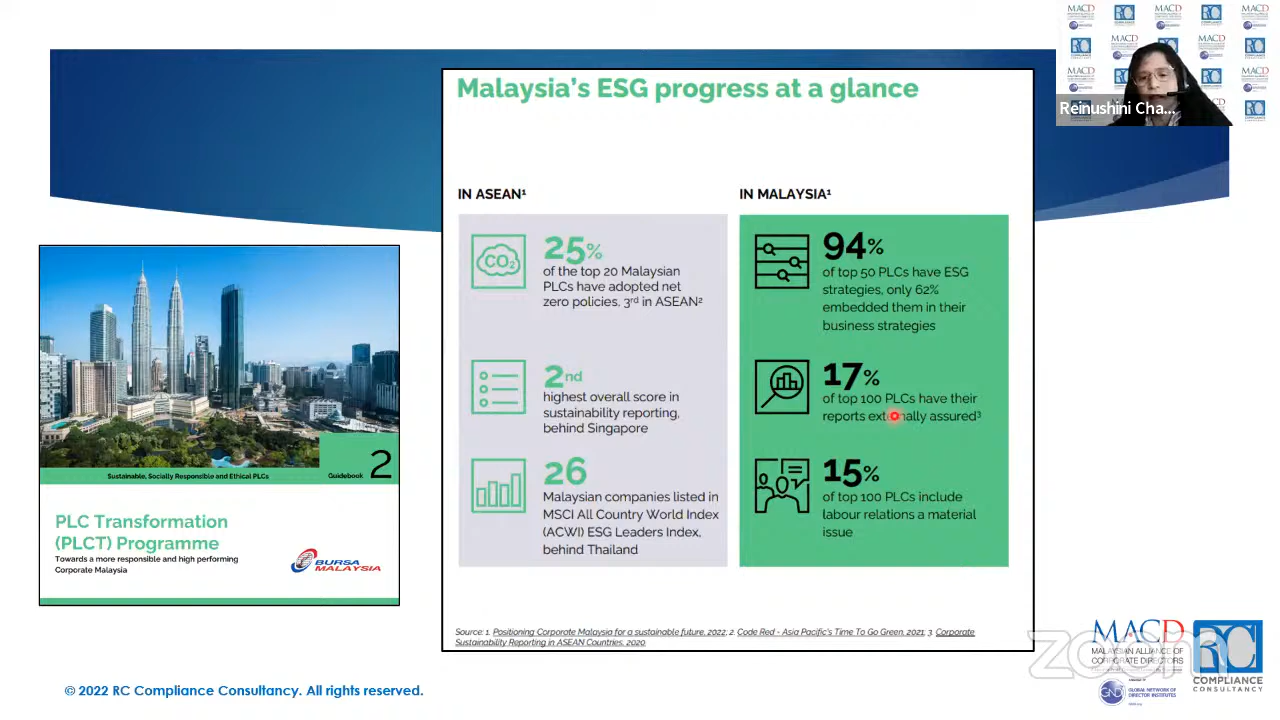 Malaysia's ESG progress at a glance
IN ASEAN¹
25%
of the top 20 Malaysian
PLCs have adopted net
zero policies, 3rd in ASEAN²
2nd
highest overall score in
sustainability reporting,
behind Singapore
26
Malaysian companies listed in
MSCI All Country World Index
(ACWI) ESG Leaders Index,
behind Thailand
IN MALAYSIA¹
94%
of top 50 PLCs have ESG
strategies, only 62%
embedded them in their
business strategies
17%
of top 100 PLCs have their
reports externally assured³
15%
of top 100 PLCs include
labour relations a material
issue
CO₂
Source: 1. Positioning Corporate Malaysia for a sustainable future, 2022, 2. Code Red - Asia Pacific's Time To Go Green, 2021; 3. Corporate
Sustainability Reporting in ASEAN Countries, 2020
Sustainable, Socially Responsible and Ethical PLCs
Guidebook 2
PLC Transformation
(PLCT) Programme
Towards a more responsible and high performing
Corporate Malaysia
BURSA
MALAYSIA
Reinushini Cha...
MACD
RC
MACD
MALAYSIAN ALLIANCE OF
CORPORATE DIRECTORS
GND
GLOBAL NETWORK OF
DIRECTOR INSTITUTES
RC
COMPLIANCE
CONSULTANCY
zoom
© 2022 RC Compliance Consultancy. All rights reserved.